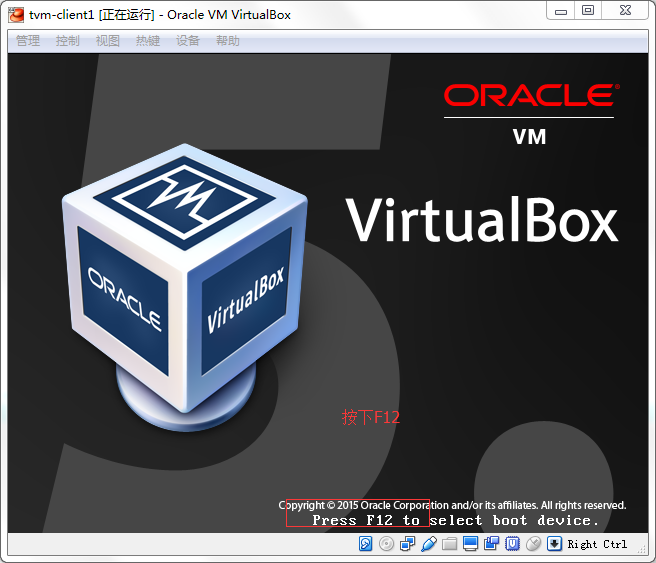 tvm-client1 [正在运行] - Oracle VM VirtualBox
管理 控制 视图 热键 设备 帮助
ORACLE®
VM
VirtualBox
ORACLE
VirtualBox
5.
按下F12
Copyright © 2015 Oracle Corporation and/or its affiliates. All rights reserved.
Press F12 to select boot device.
Right Ctrl